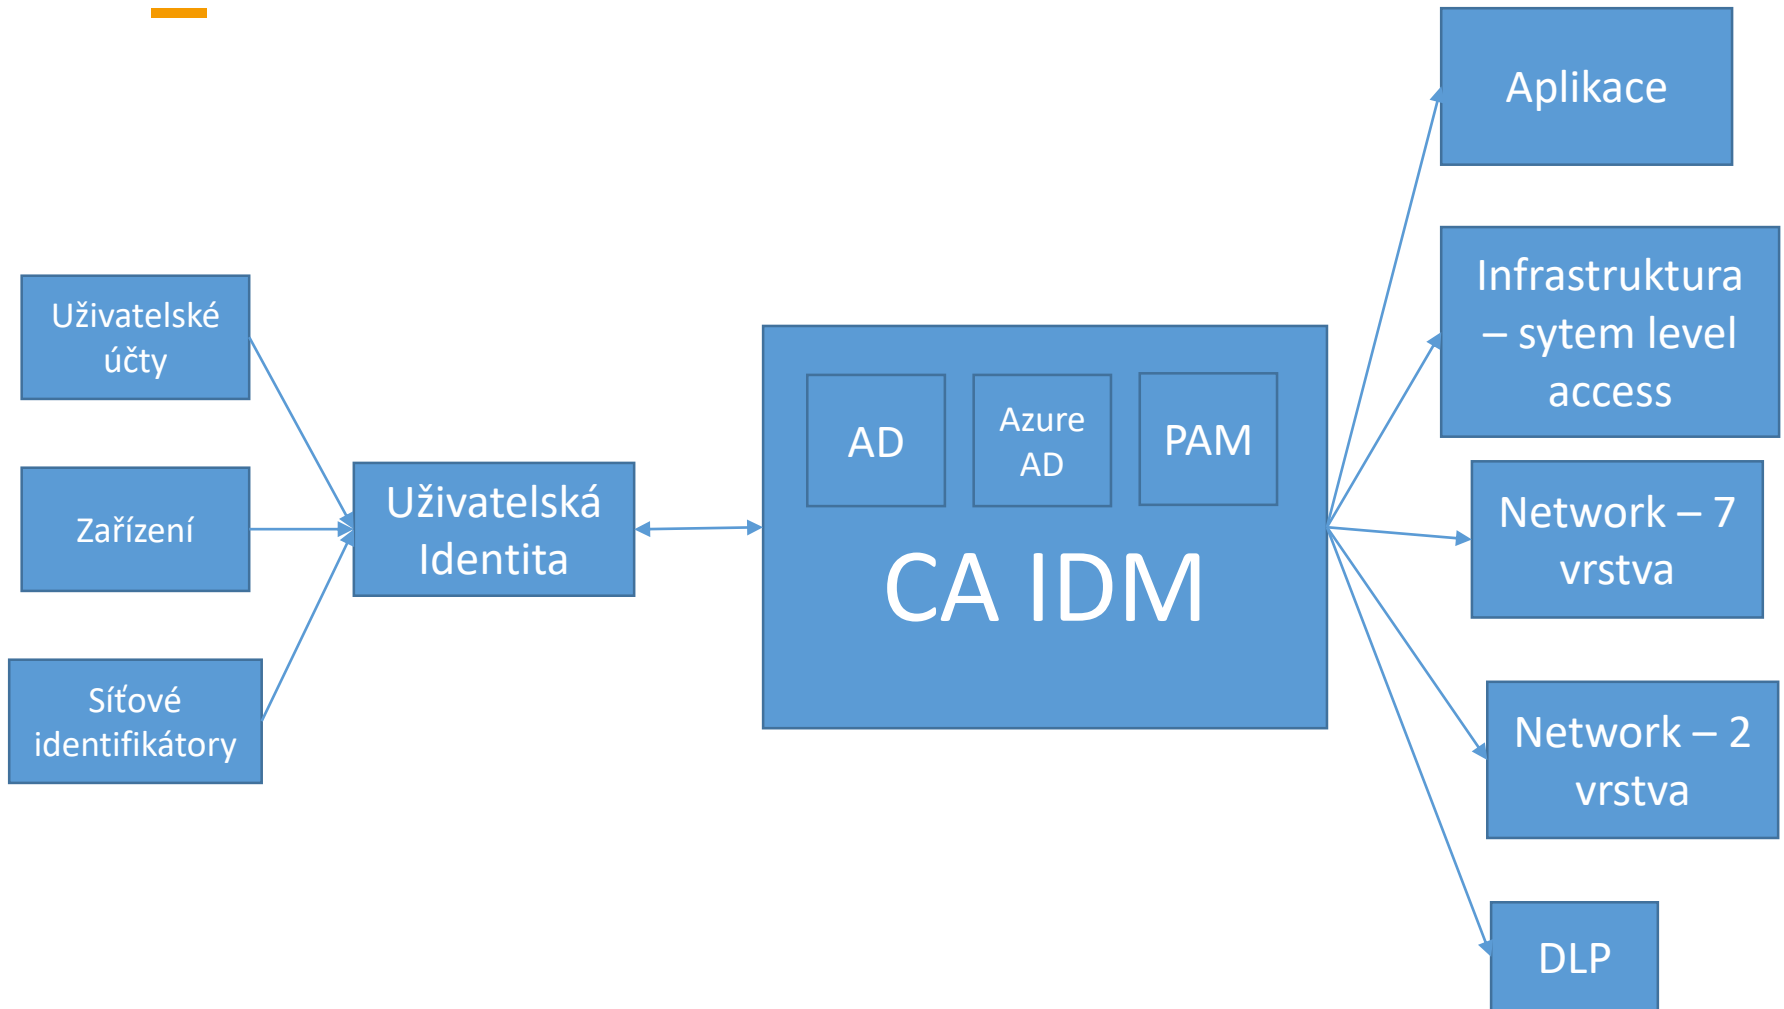 Uživatelské
účty
Zařízení
Síťové
identifikátory
Uživatelská
Identita
AD
Azure
AD
PAM
CA IDM
Aplikace
Infrastruktura
– sytem level
access
Network – 7
vrstva
Network – 2
vrstva
DLP